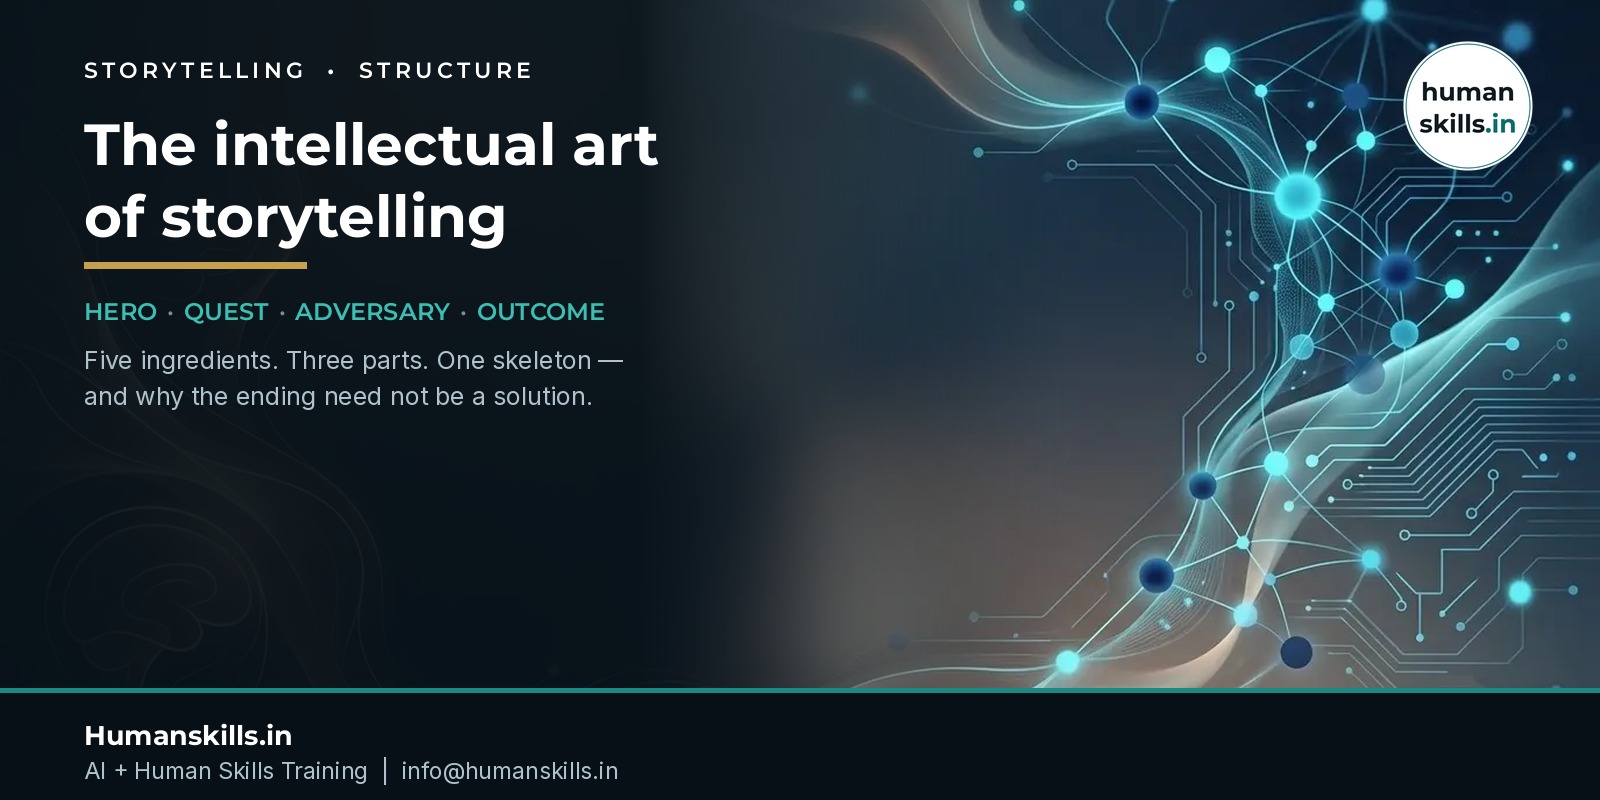 STORYTELLING • STRUCTURE
The intellectual art
of storytelling
HERO · QUEST · ADVERSARY · OUTCOME
Five ingredients. Three parts. One skeleton —
and why the ending need not be a solution.
human
skills.in
Humanskills.in
AI + Human Skills Training | info@humanskills.in